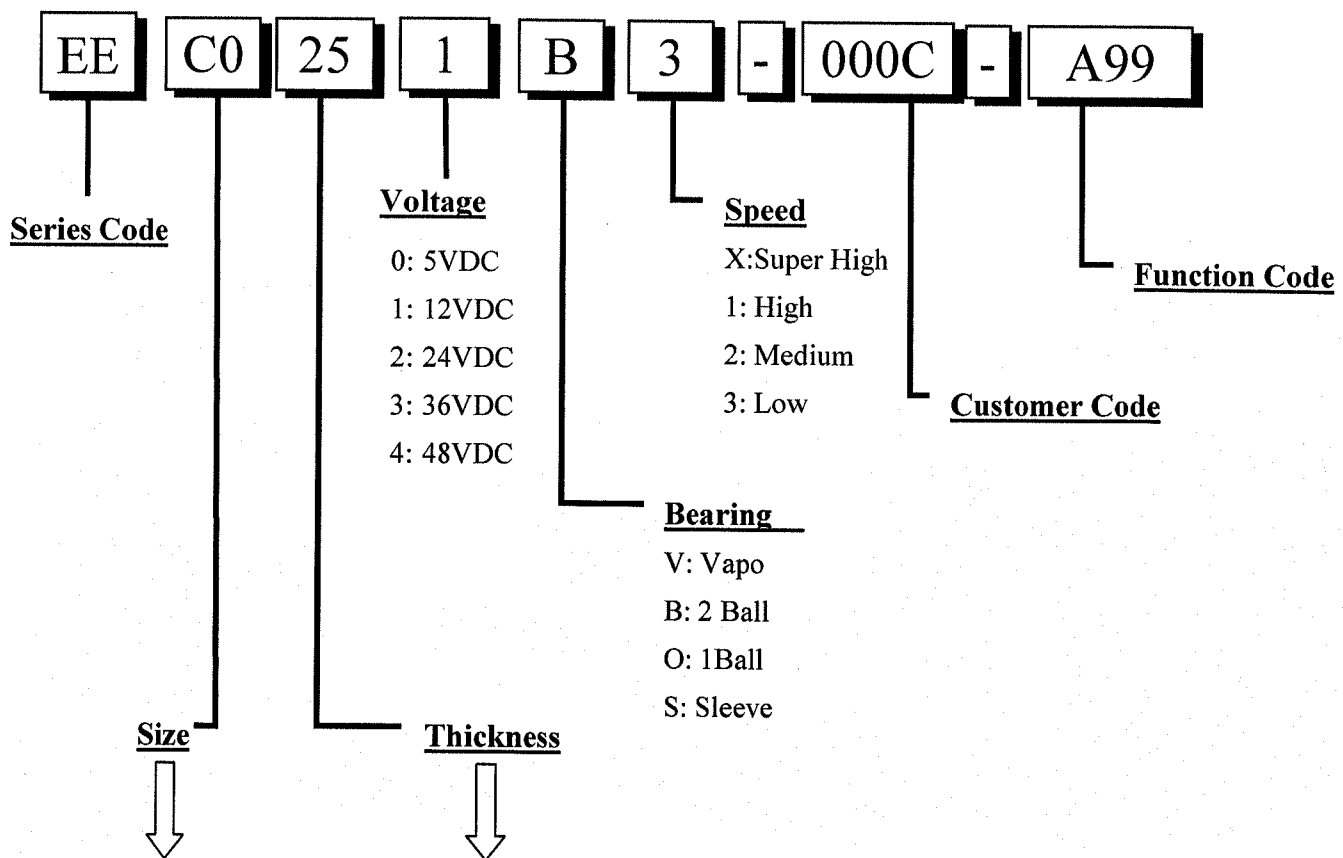 EE C0 25 1 B 3 - 000C - A99
Series Code
Voltage
0: 5VDC
1: 12VDC
2: 24VDC
3: 36VDC
4: 48VDC
Speed
X:Super High
1: High
2: Medium
3: Low
Function Code
Customer Code
Bearing
V: Vapo
B: 2 Ball
O: 1Ball
S: Sleeve
Size
Thickness